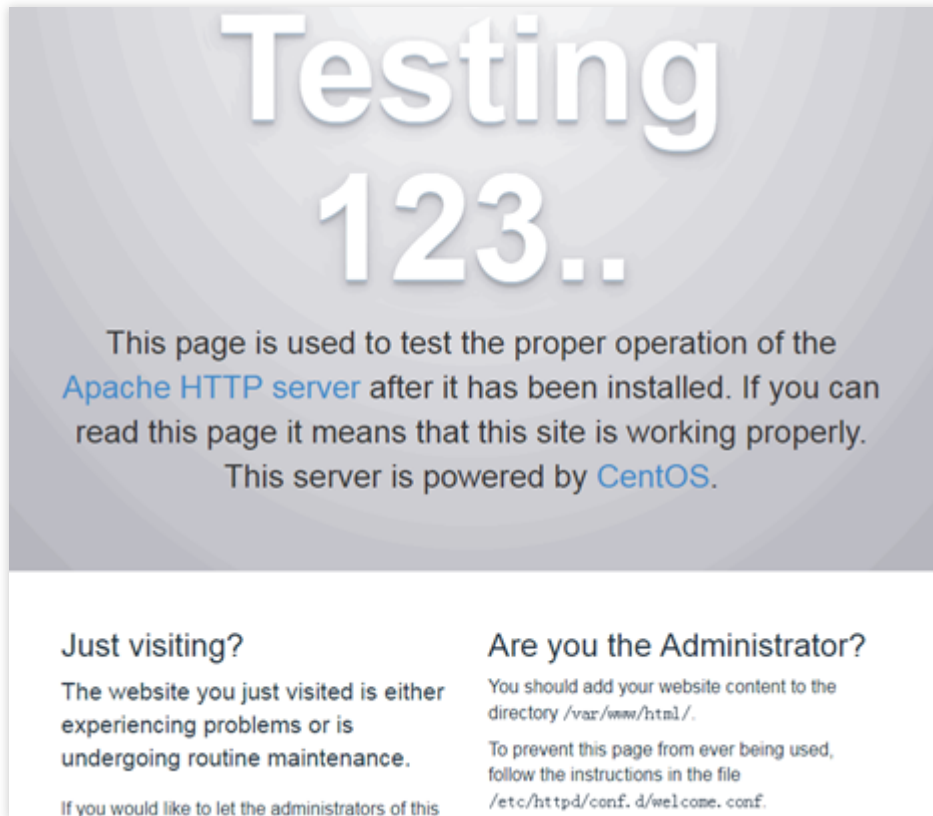 Testing
123..
This page is used to test the proper operation of the
Apache HTTP server after it has been installed. If you can
read this page it means that this site is working properly.
This server is powered by CentOS.
Just visiting?
The website you just visited is either
experiencing problems or is
undergoing routine maintenance.
If you would like to let the administrators of this
Are you the Administrator?
You should add your website content to the
directory /var/www/html/.
To prevent this page from ever being used,
follow the instructions in the file
/etc/httpd/conf.d/welcome.conf.